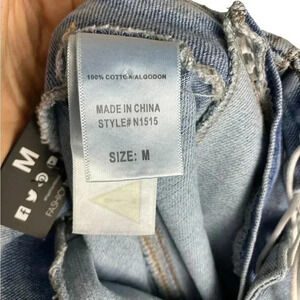 100% COTTON/ALGODON
MADE IN CHINA
STYLE# N1515
SIZE: M
M